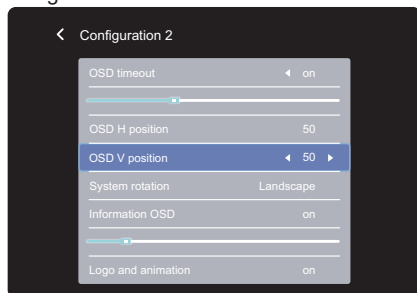 Configuration 2
OSD timeout on
OSD H position 50
OSD V position 50
System rotation Landscape
Information OSD on
Logo and animation on